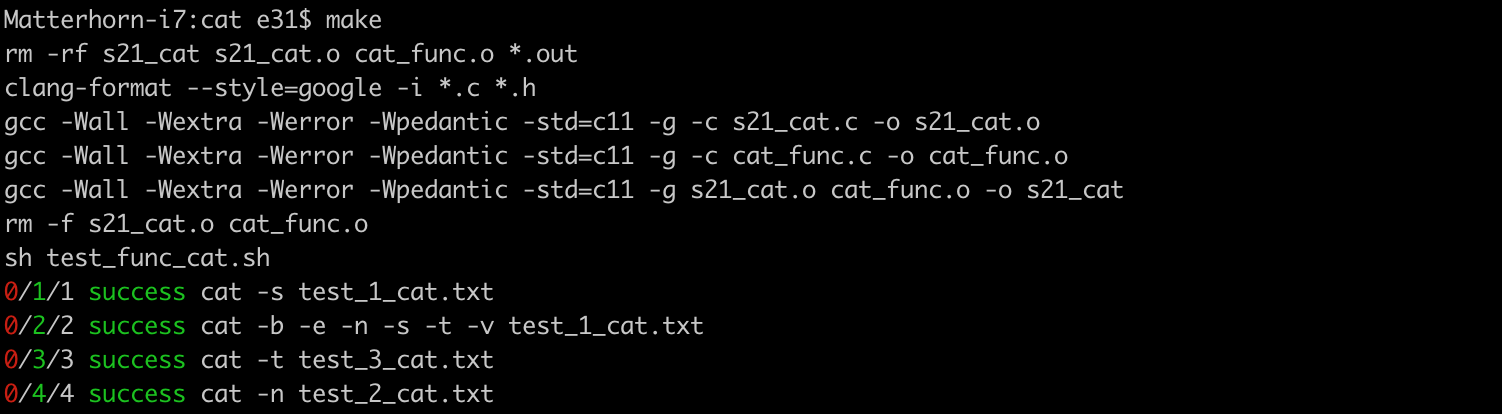 Matterhorn-i7:cat e31$ make
rm -rf s21_cat s21_cat.o cat_func.o *.out
clang-format --style=google -i *.c *.h
gcc -Wall -Wextra -Werror -Wpedantic -std=c11 -g -c s21_cat.c -o s21_cat.o
gcc -Wall -Wextra -Werror -Wpedantic -std=c11 -g -c cat_func.c -o cat_func.o
gcc -Wall -Wextra -Werror -Wpedantic -std=c11 -g s21_cat.o cat_func.o -o s21_cat
rm -f s21_cat.o cat_func.o
sh test_func_cat.sh
0/1/1 success cat -s test_1_cat.txt
0/2/2 success cat -b -e -n -s -t -v test_1_cat.txt
0/3/3 success cat -t test_3_cat.txt
0/4/4 success cat -n test_2_cat.txt